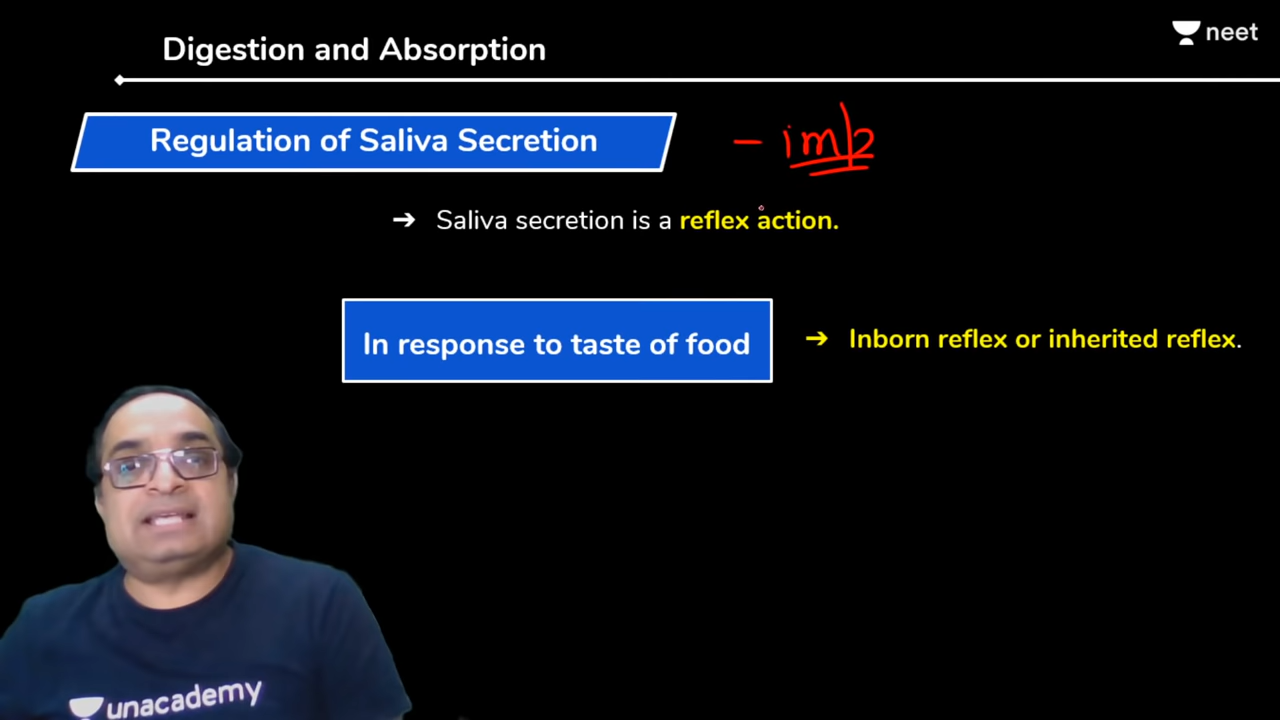 neet
Digestion and Absorption
Regulation of Saliva Secretion - imp
➔ Saliva secretion is a reflex action.
In response to taste of food ➔ Inborn reflex or inherited reflex.
unacademy